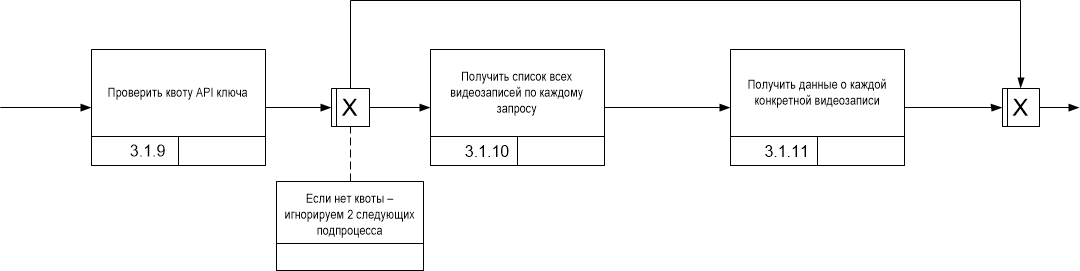 Проверить квоту API ключа
3.1.9
X
Получить список всех
видеозаписей по каждому
запросу
3.1.10
Получить данные о каждой
конкретной видеозаписи
3.1.11
X
Если нет квоты –
игнорируем 2 следующих
подпроцесса